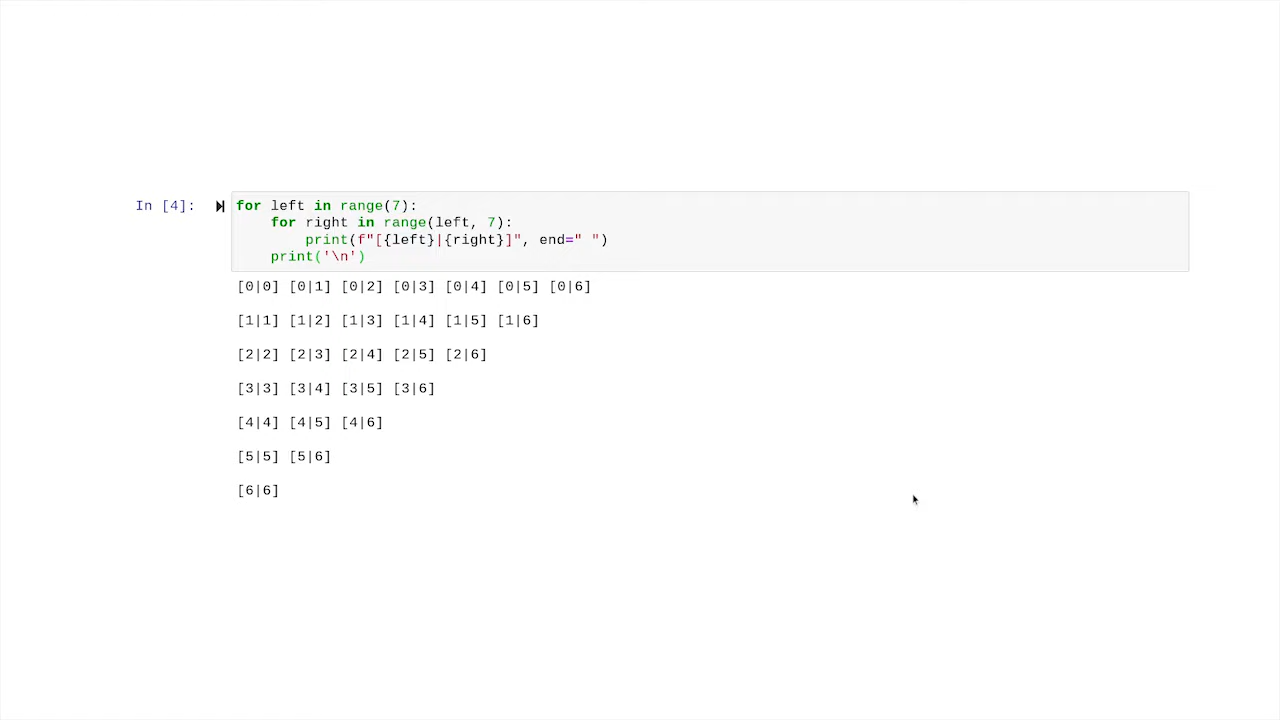 In [4]:
for left in range(7):
    for right in range(left, 7):
        print(f"[{left}|{right}]", end=" ")
    print('\n')
[0|0] [0|1] [0|2] [0|3] [0|4] [0|5] [0|6]
[1|1] [1|2] [1|3] [1|4] [1|5] [1|6]
[2|2] [2|3] [2|4] [2|5] [2|6]
[3|3] [3|4] [3|5] [3|6]
[4|4] [4|5] [4|6]
[5|5] [5|6]
[6|6]